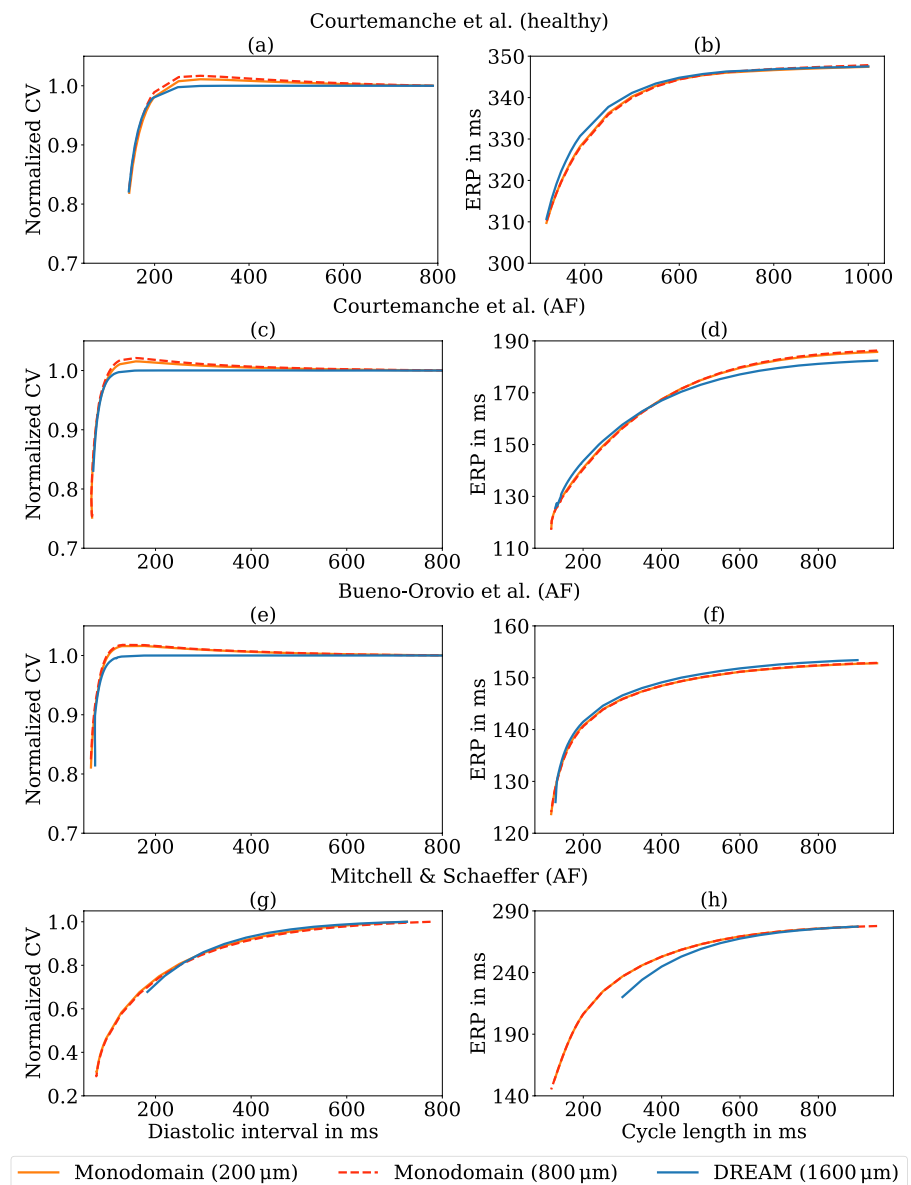 Courtemanche et al. (healthy)
(a) (b)
Normalized CV
1.0
0.9
0.8
0.7
200 400 600 800
ERP in ms
350
340
330
320
310
300
400 600 800 1000
Courtemanche et al. (AF)
(c) (d)
Normalized CV
1.0
0.9
0.8
0.7
200 400 600 800
ERP in ms
190
170
150
130
110
200 400 600 800
Bueno-Orovio et al. (AF)
(e) (f)
Normalized CV
1.0
0.9
0.8
0.7
200 400 600 800
ERP in ms
160
150
140
130
120
200 400 600 800
Mitchell & Schaeffer (AF)
(g) (h)
Normalized CV
1.0
0.8
0.6
0.4
0.2
200 400 600 800
Diastolic interval in ms
ERP in ms
290
240
190
140
200 400 600 800
Cycle length in ms
Monodomain (200 μm) Monodomain (800 μm) DREAM (1600 μm)